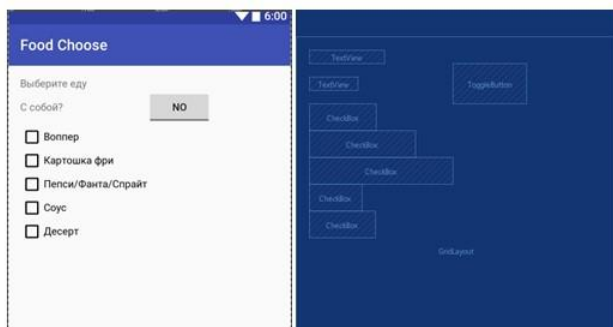 6:00
Food Choose
Выберите еду
С собой?
NO
Воппер
Картошка фри
Пепси/Фанта/Спрайт
Соус
Десерт
TextView
TextView
ToggleButton
CheckBox
CheckBox
CheckBox
CheckBox
CheckBox
GridLayout